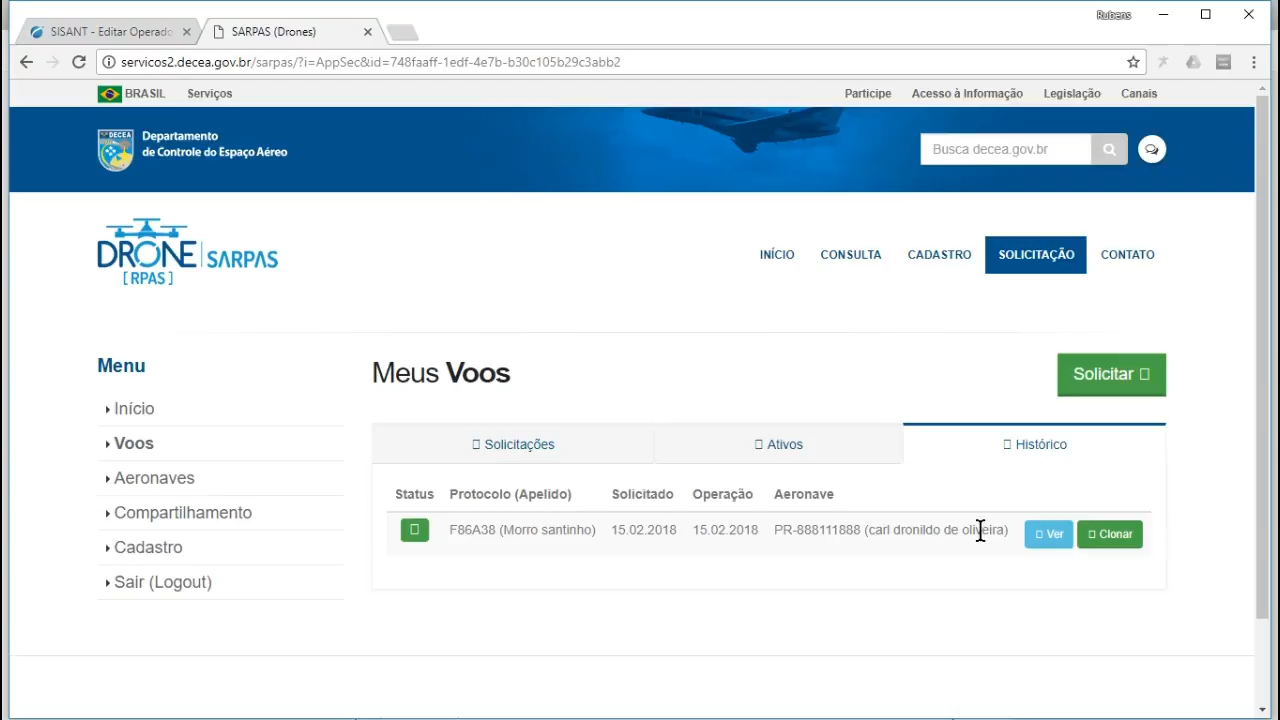 Rubens
SISANT - Editar Operado
SARPAS (Drones)
servicos2.decea.gov.br/sarpas/?i=AppSec&id=748faaff-1edf-4e7b-b30c105b29c3abb2
BRASIL Serviços Participe Acesso à Informação Legislação Canais
DECEA
Departamento
de Controle do Espaço Aéreo
Busca decea.gov.br
DRONE SARPAS
[RPAS]
INÍCIO CONSULTA CADASTRO SOLICITAÇÃO CONTATO
Menu
Início
Voos
Aeronaves
Compartilhamento
Cadastro
Sair (Logout)
Meus Voos
Solicitar
Solicitações Ativos Histórico
Status Protocolo (Apelido) Solicitado Operação Aeronave
F86A38 (Morro santinho) 15.02.2018 15.02.2018 PR-888111888 (carl dronildo de oliveira) Ver Clonar